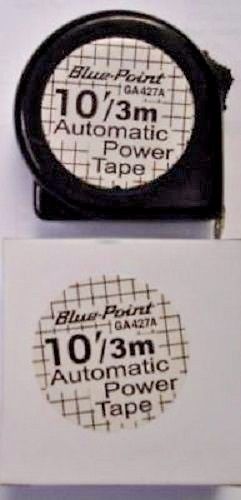 Blue-Point
GA427A
10'/3m
Automatic
Power
Tape
Blue-Point
GA427A
10'/3m
Automatic
Power
Tape